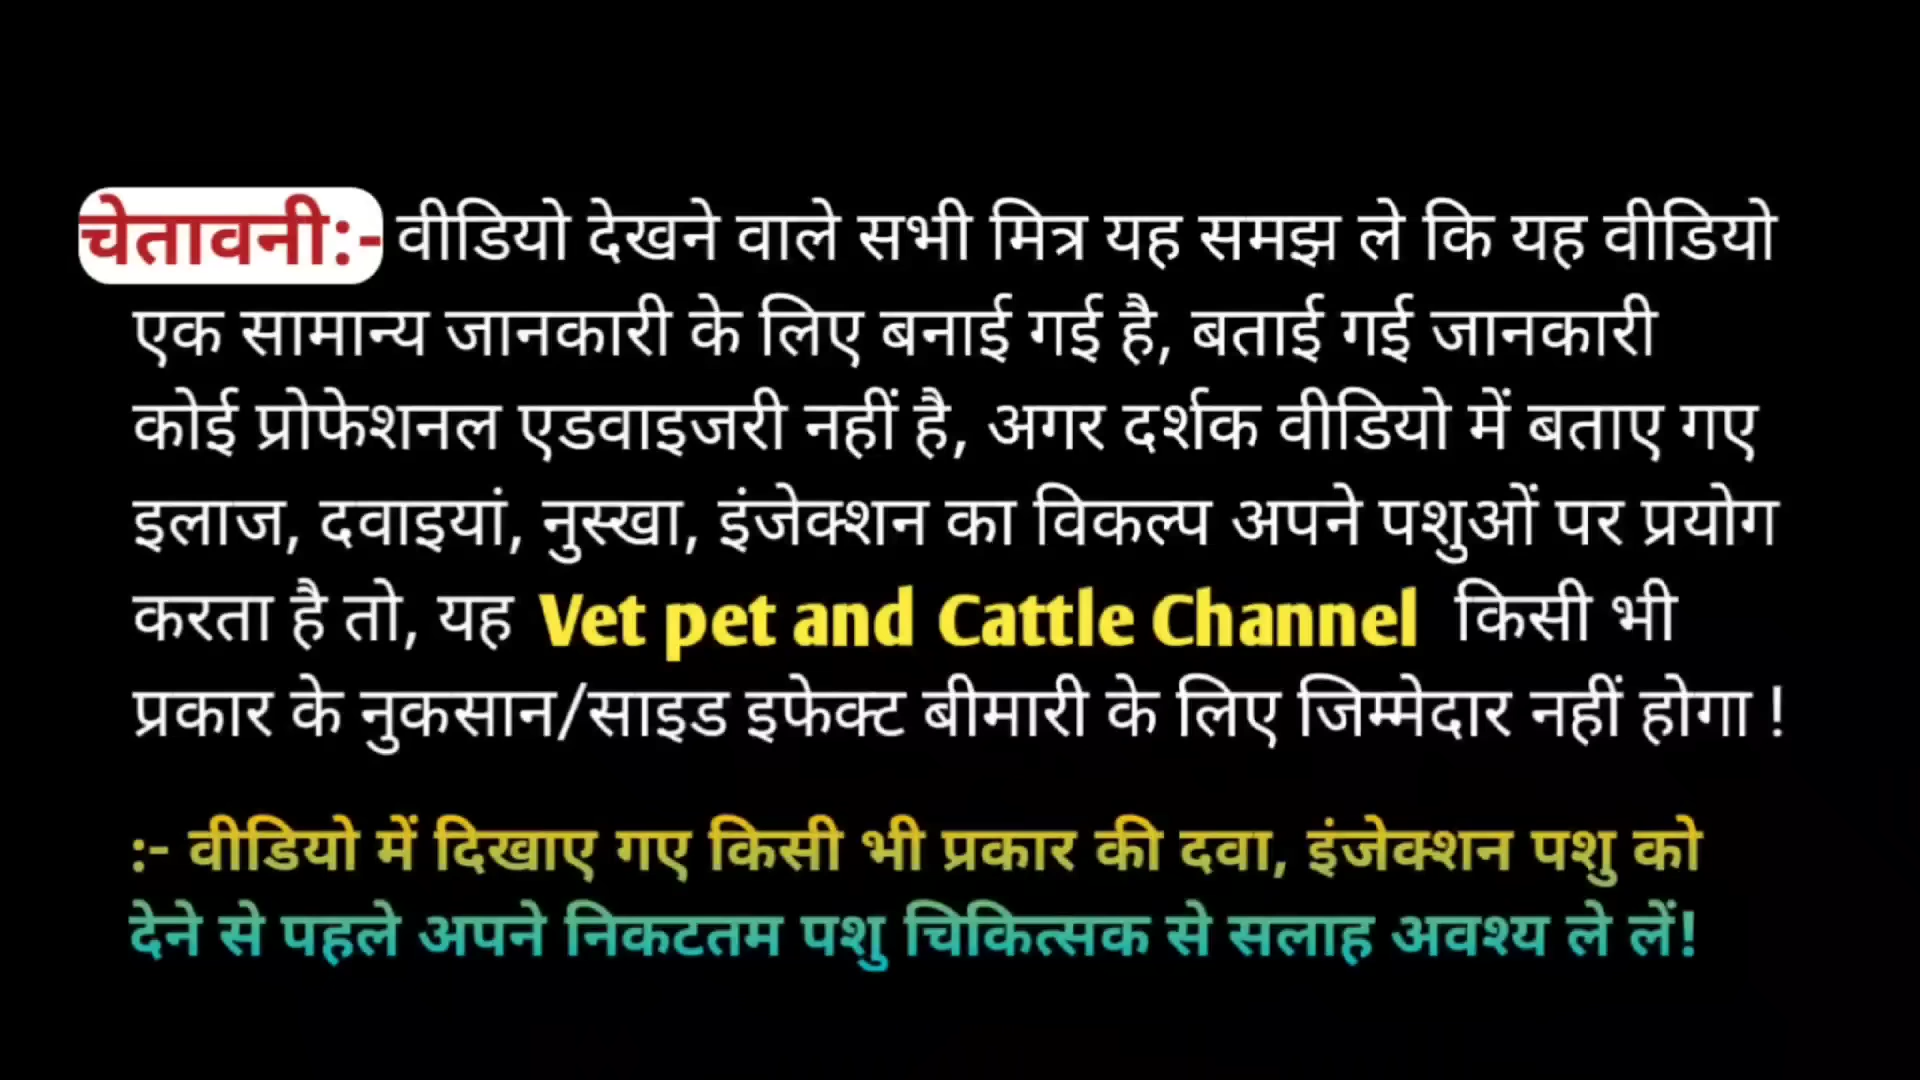 चेतावनी:- वीडियो देखने वाले सभी मित्र यह समझ ले कि यह वीडियो
एक सामान्य जानकारी के लिए बनाई गई है, बताई गई जानकारी
कोई प्रोफेशनल एडवाइजरी नहीं है, अगर दर्शक वीडियो में बताए गए
इलाज, दवाइयां, नुस्खा, इंजेक्शन का विकल्प अपने पशुओं पर प्रयोग
करता है तो, यह Vet pet and Cattle Channel किसी भी
प्रकार के नुकसान/साइड इफेक्ट बीमारी के लिए जिम्मेदार नहीं होगा !
:- वीडियो में दिखाए गए किसी भी प्रकार की दवा, इंजेक्शन पशु को
देने से पहले अपने निकटतम पशु चिकित्सक से सलाह अवश्य ले लें!